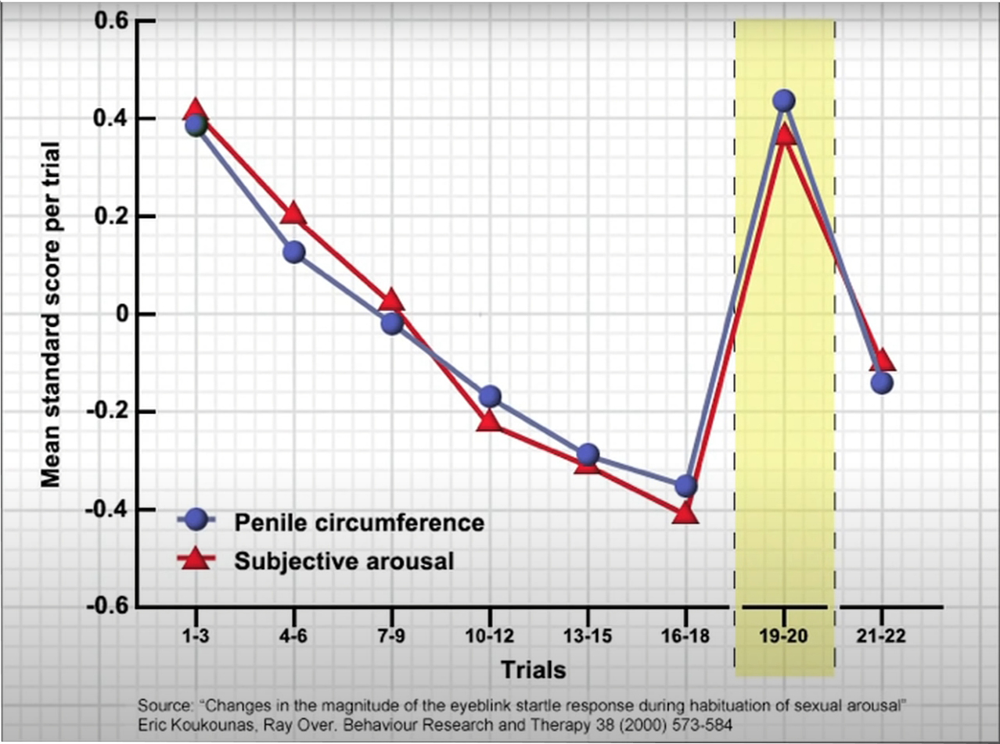 0.6
0.4
0.2
0
-0.2
-0.4
-0.6
Mean standard score per trial
Penile circumference
Subjective arousal
1-3 4-6 7-9 10-12 13-15 16-18 19-20 21-22
Trials
Source: “Changes in the magnitude of the eyeblink startle response during habituation of sexual arousal”
Eric Koukounas, Ray Over. Behaviour Research and Therapy 38 (2000) 573-584